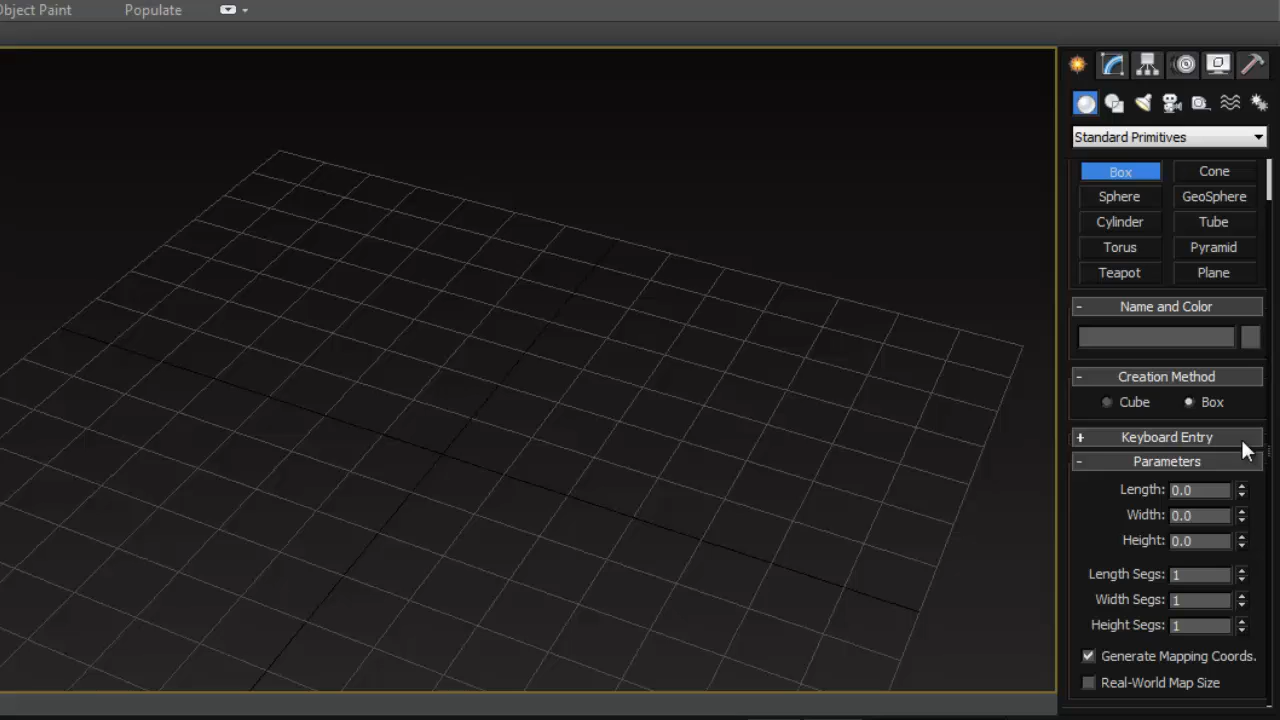 Object Paint Populate
Standard Primitives
Box Cone
Sphere GeoSphere
Cylinder Tube
Torus Pyramid
Teapot Plane
- Name and Color
- Creation Method
Cube Box
+ Keyboard Entry
- Parameters
Length: 0.0
Width: 0.0
Height: 0.0
Length Segs: 1
Width Segs: 1
Height Segs: 1
Generate Mapping Coords.
Real-World Map Size